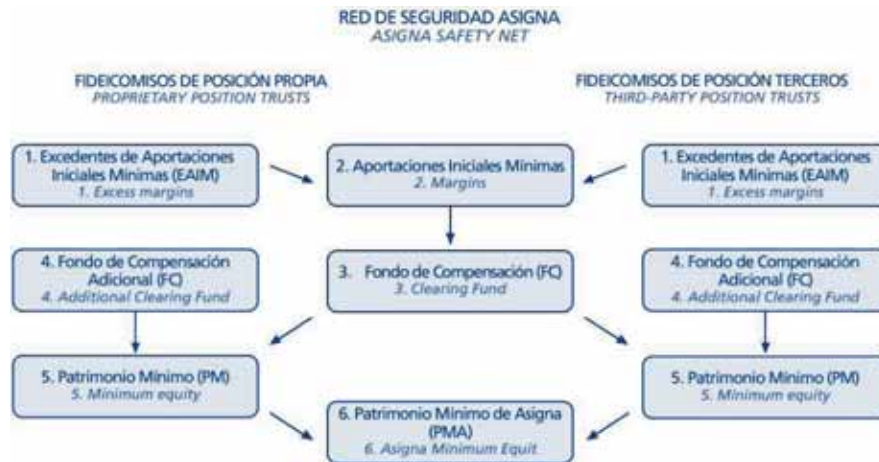 RED DE SEGURIDAD ASIGNA
ASIGNA SAFETY NET
FIDEICOMISOS DE POSICIÓN PROPIA
PROPRIETARY POSITION TRUSTS
FIDEICOMISOS DE POSICIÓN TERCEROS
THIRD-PARTY POSITION TRUSTS
1. Excedentes de Aportaciones
Iniciales Mínimas (EAIM)
1. Excess margins
2. Aportaciones Iniciales Mínimas
2. Margins
1. Excedentes de Aportaciones
Iniciales Mínimas (EAIM)
1. Excess margins
4. Fondo de Compensación
Adicional (FC)
4. Additional Clearing Fund
3. Fondo de Compensación (FC)
3. Clearing Fund
4. Fondo de Compensación
Adicional (FC)
4. Additional Clearing Fund
5. Patrimonio Mínimo (PM)
5. Minimum equity
5. Patrimonio Mínimo (PM)
5. Minimum equity
6. Patrimonio Mínimo de Asigna
(PMA)
6. Asigna Minimum Equit